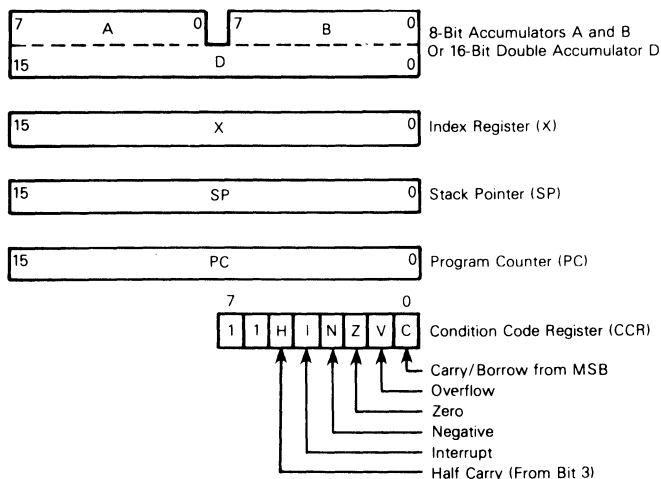 7 A 0 7 B 0
8-Bit Accumulators A and B
Or 16-Bit Double Accumulator D
15 D 0
15 X 0 Index Register (X)
15 SP 0 Stack Pointer (SP)
15 PC 0 Program Counter (PC)
7 0
1 1 H I N Z V C Condition Code Register (CCR)
Carry/Borrow from MSB
Overflow
Zero
Negative
Interrupt
Half Carry (From Bit 3)